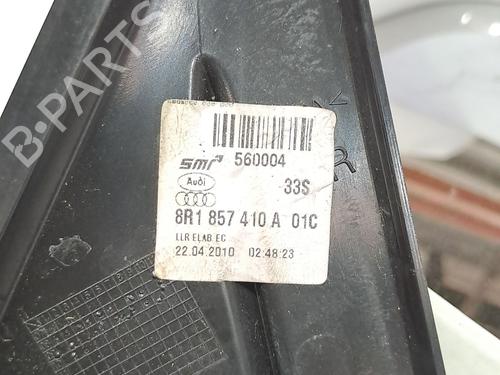 SMR 560004
Audi 33S
8R1 857 410 A 01C
LLR ELAB EC
22.04.2010 02:48:23
B-PARTS